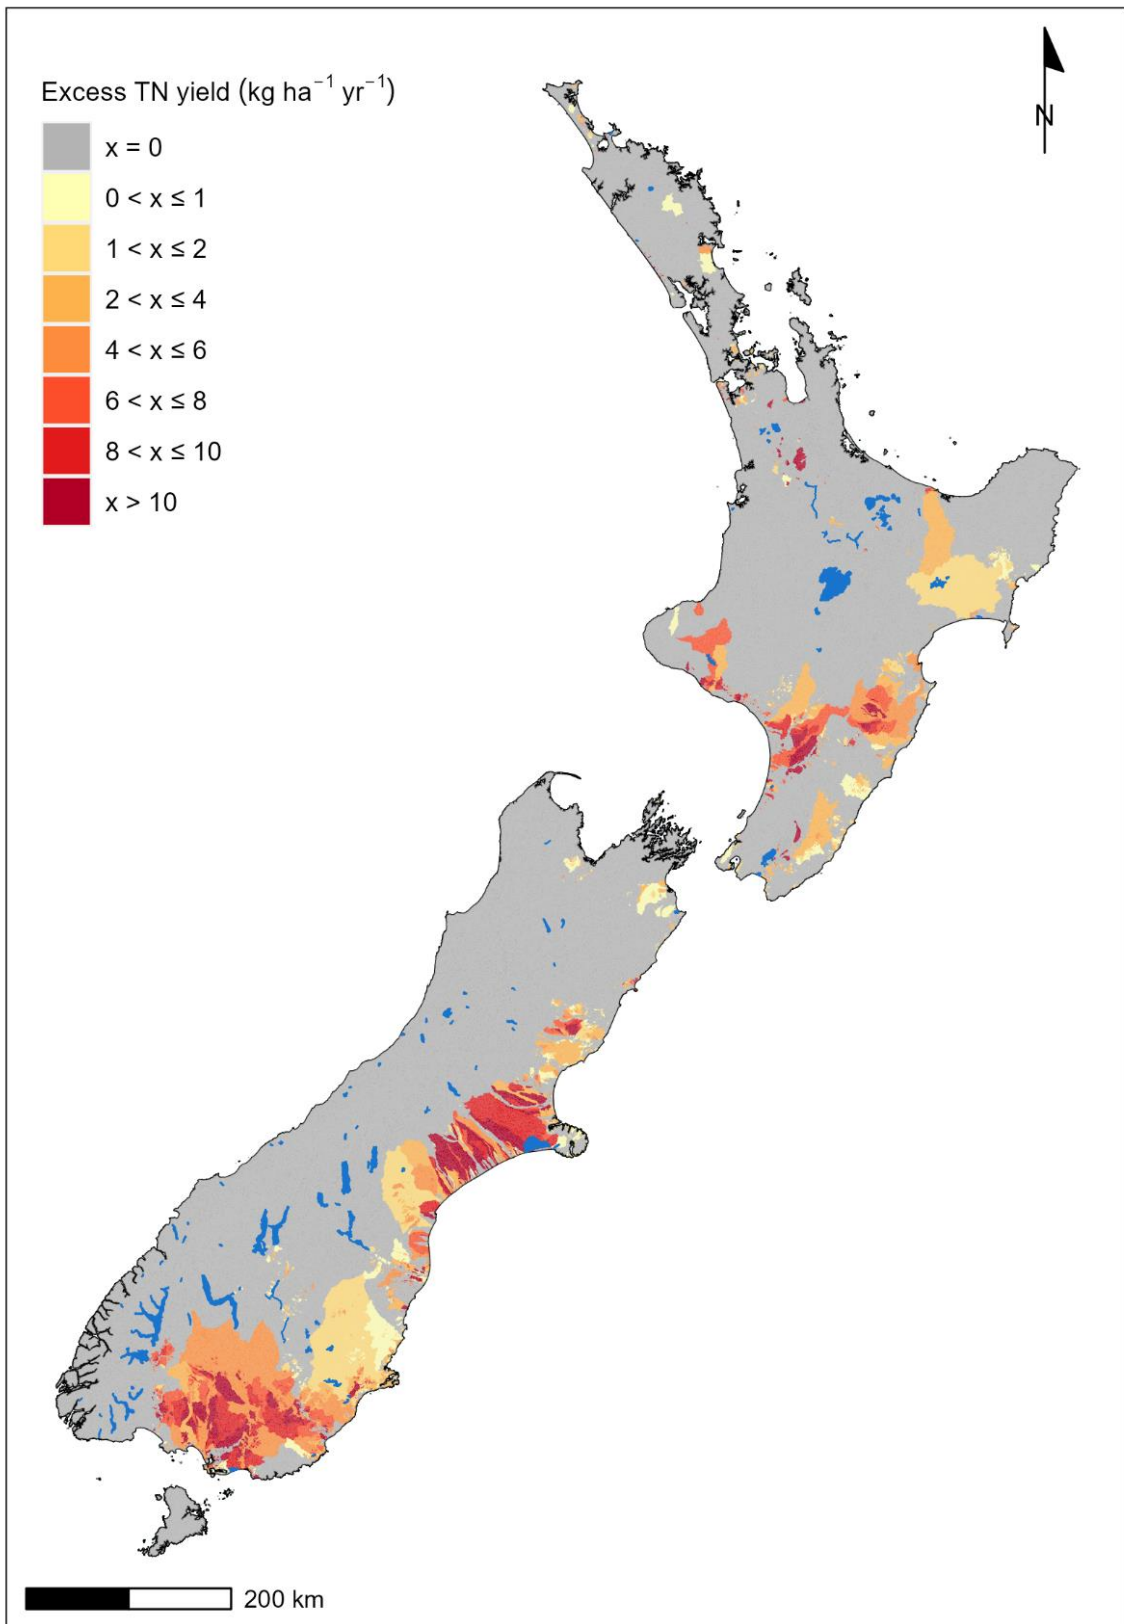 Excess TN yield (kg ha⁻¹ yr⁻¹)
x = 0
0 < x ≤ 1
1 < x ≤ 2
2 < x ≤ 4
4 < x ≤ 6
6 < x ≤ 8
8 < x ≤ 10
x > 10
N
200 km